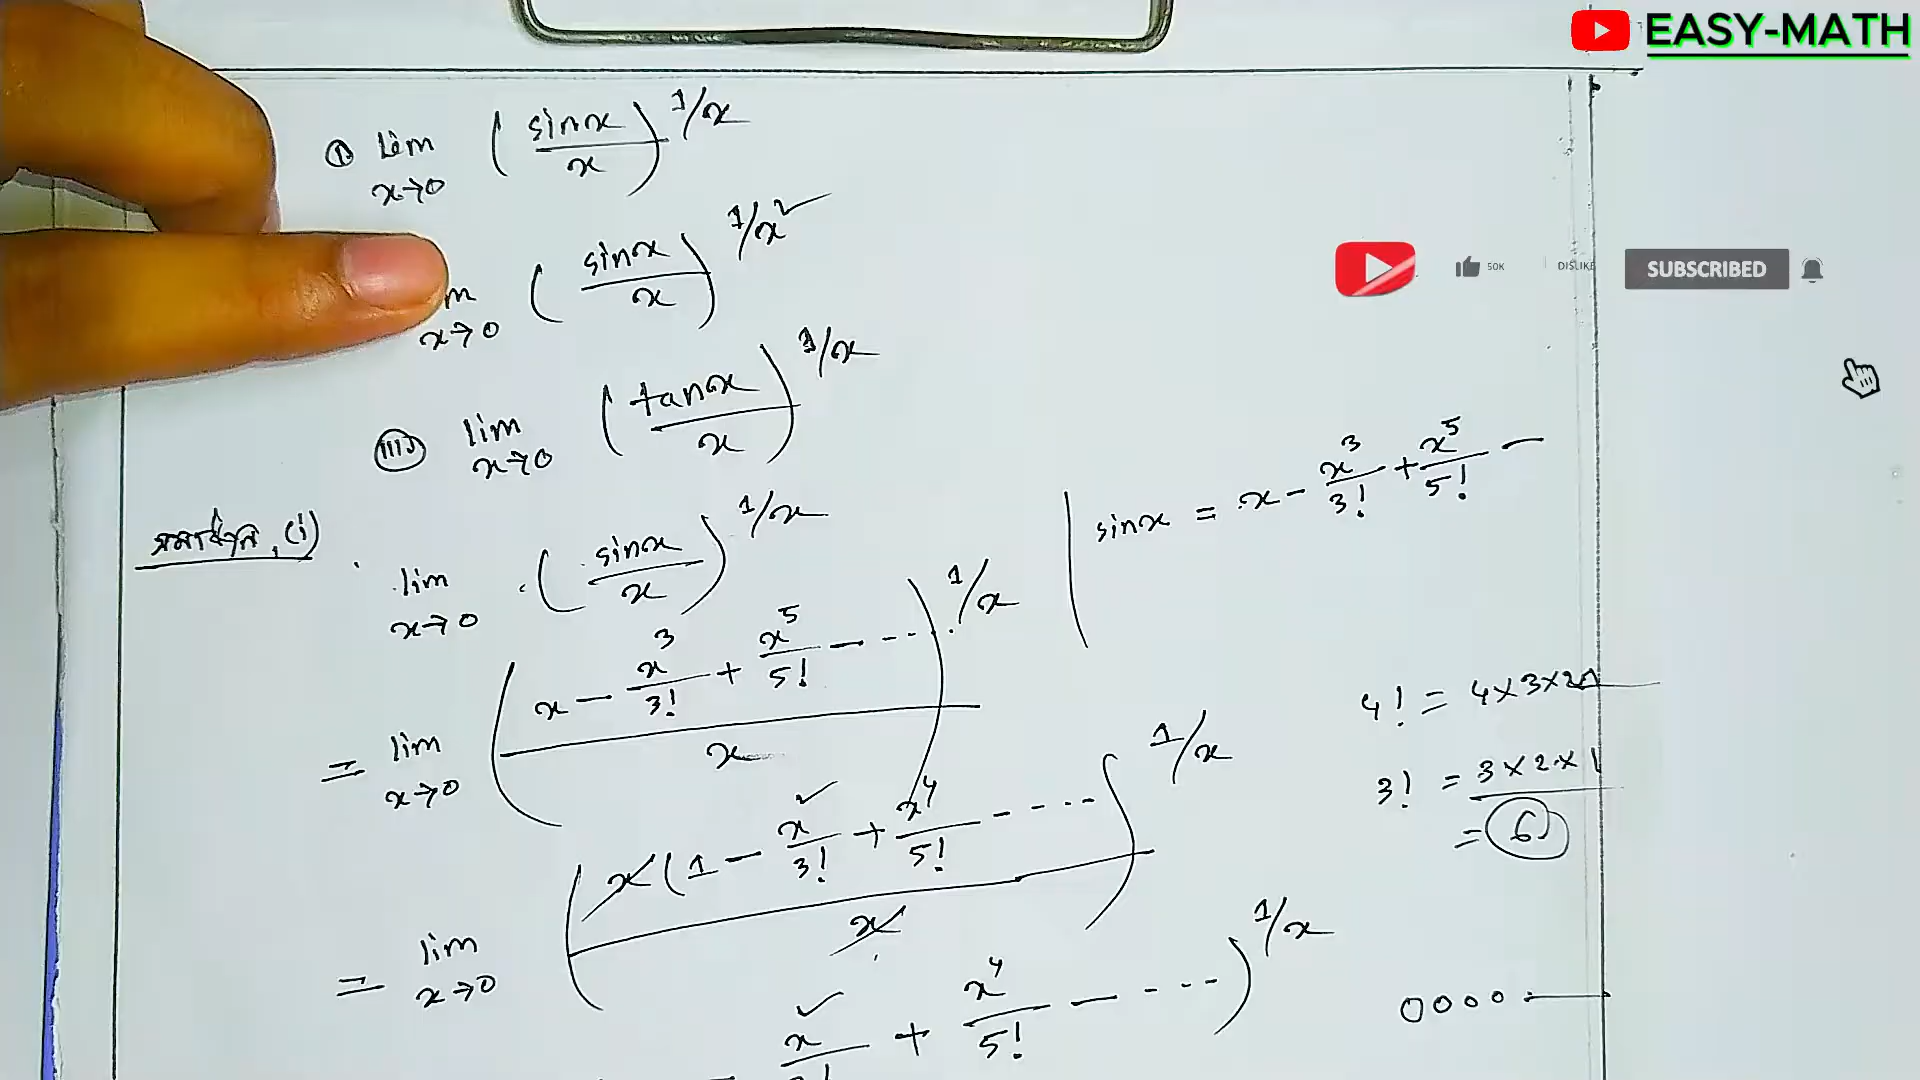 EASY-MATH
① lim x→0 (sinx/x)^1/x
m x→0 (sinx/x)^1/x²
(iii) lim x→0 (tanx/x)^1/x
50K DISLIKE SUBSCRIBED
সমাধান, (i)
lim x→0 (sinx/x)^1/x
sinx = x - x³/3! + x⁵/5! —
= lim x→0 ((x - x³/3! + x⁵/5! - ....)/x)^1/x
4! = 4×3×2×1
3! = 3×2×1
= 6
= lim x→0 (x(1 - x²/3! + x⁴/5! - ....)/x)^1/x
= lim x→0
x² + x⁴/5! - ....)^1/x
0000